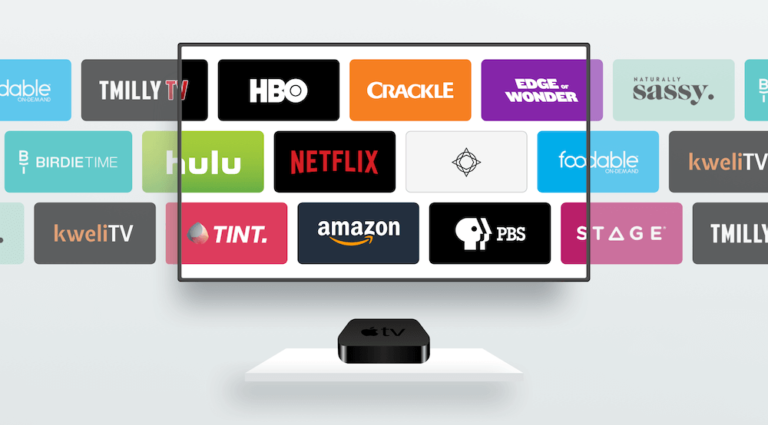 dable
ON-DEMAND
TMILLY TV
HBO
CRACKLE
EDGE OF
WONDER
NATURALLY
sassy.
B
T
B
T BIRDIETIME
hulu
NETFLIX
foodable
ON-DEMAND
kweliTV
.
kweliTV
TINT.
amazon
PBS
STAGE
TMILLY
tv